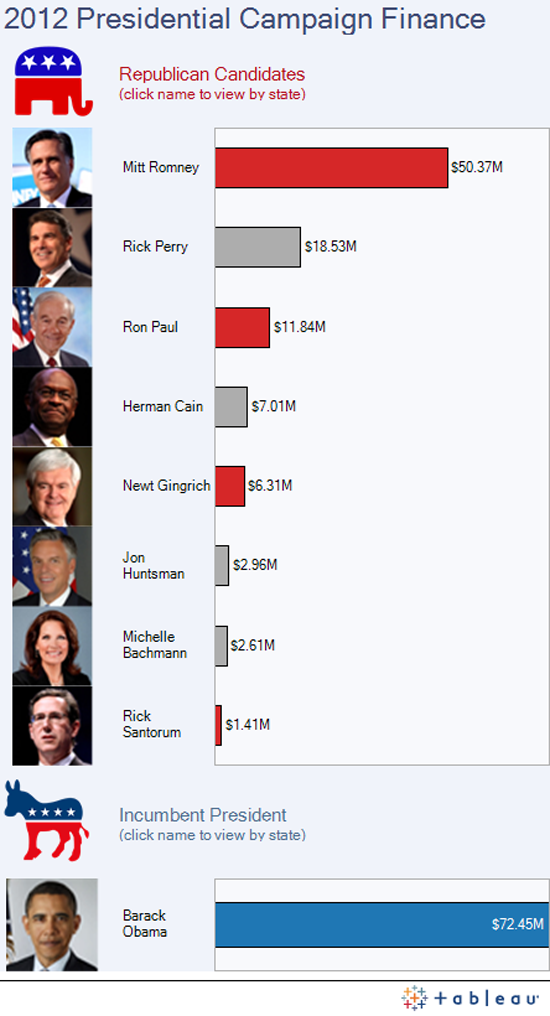 2012 Presidential Campaign Finance
Republican Candidates
(click name to view by state)
Mitt Romney
$50.37M
Rick Perry
$18.53M
Ron Paul
$11.84M
Herman Cain
$7.01M
Newt Gingrich
$6.31M
Jon
Huntsman
$2.96M
Michelle
Bachmann
$2.61M
Rick
Santorum
$1.41M
Incumbent President
(click name to view by state)
Barack
Obama
$72.45M
+ableau